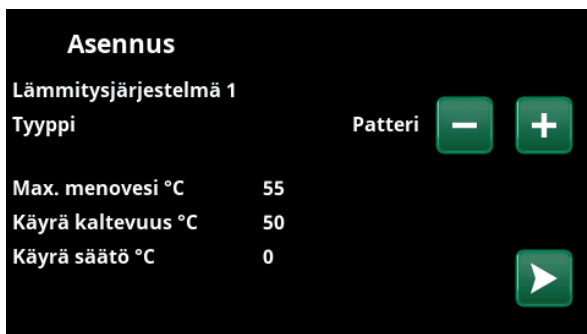 Asennus
Lämmitysjärjestelmä 1
Tyyppi Patteri
Max. menovesi °C 55
Käyrä kaltevuus °C 50
Käyrä säätö °C 0